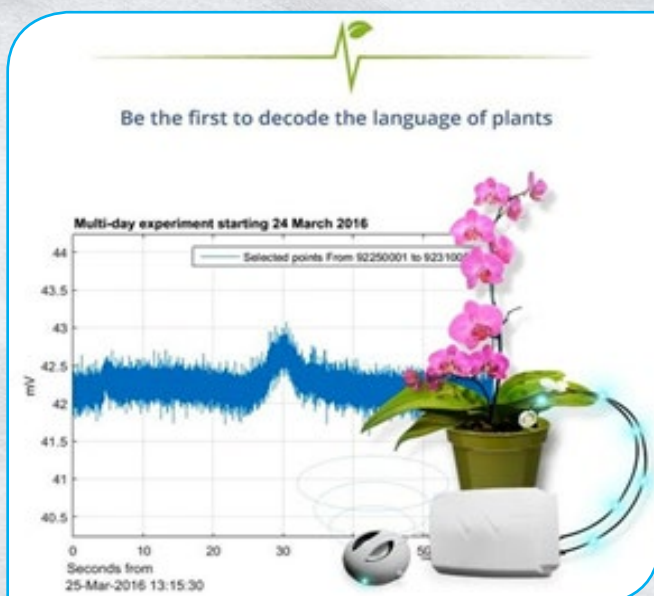 Be the first to decode the language of plants
Multi-day experiment starting 24 March 2016
Selected points From 92250001 to
44
43.5
43
42.5
42
41.5
41
40.5
mV
0 10 20 30 40
Seconds from
25-Mar-2016 13:15:30